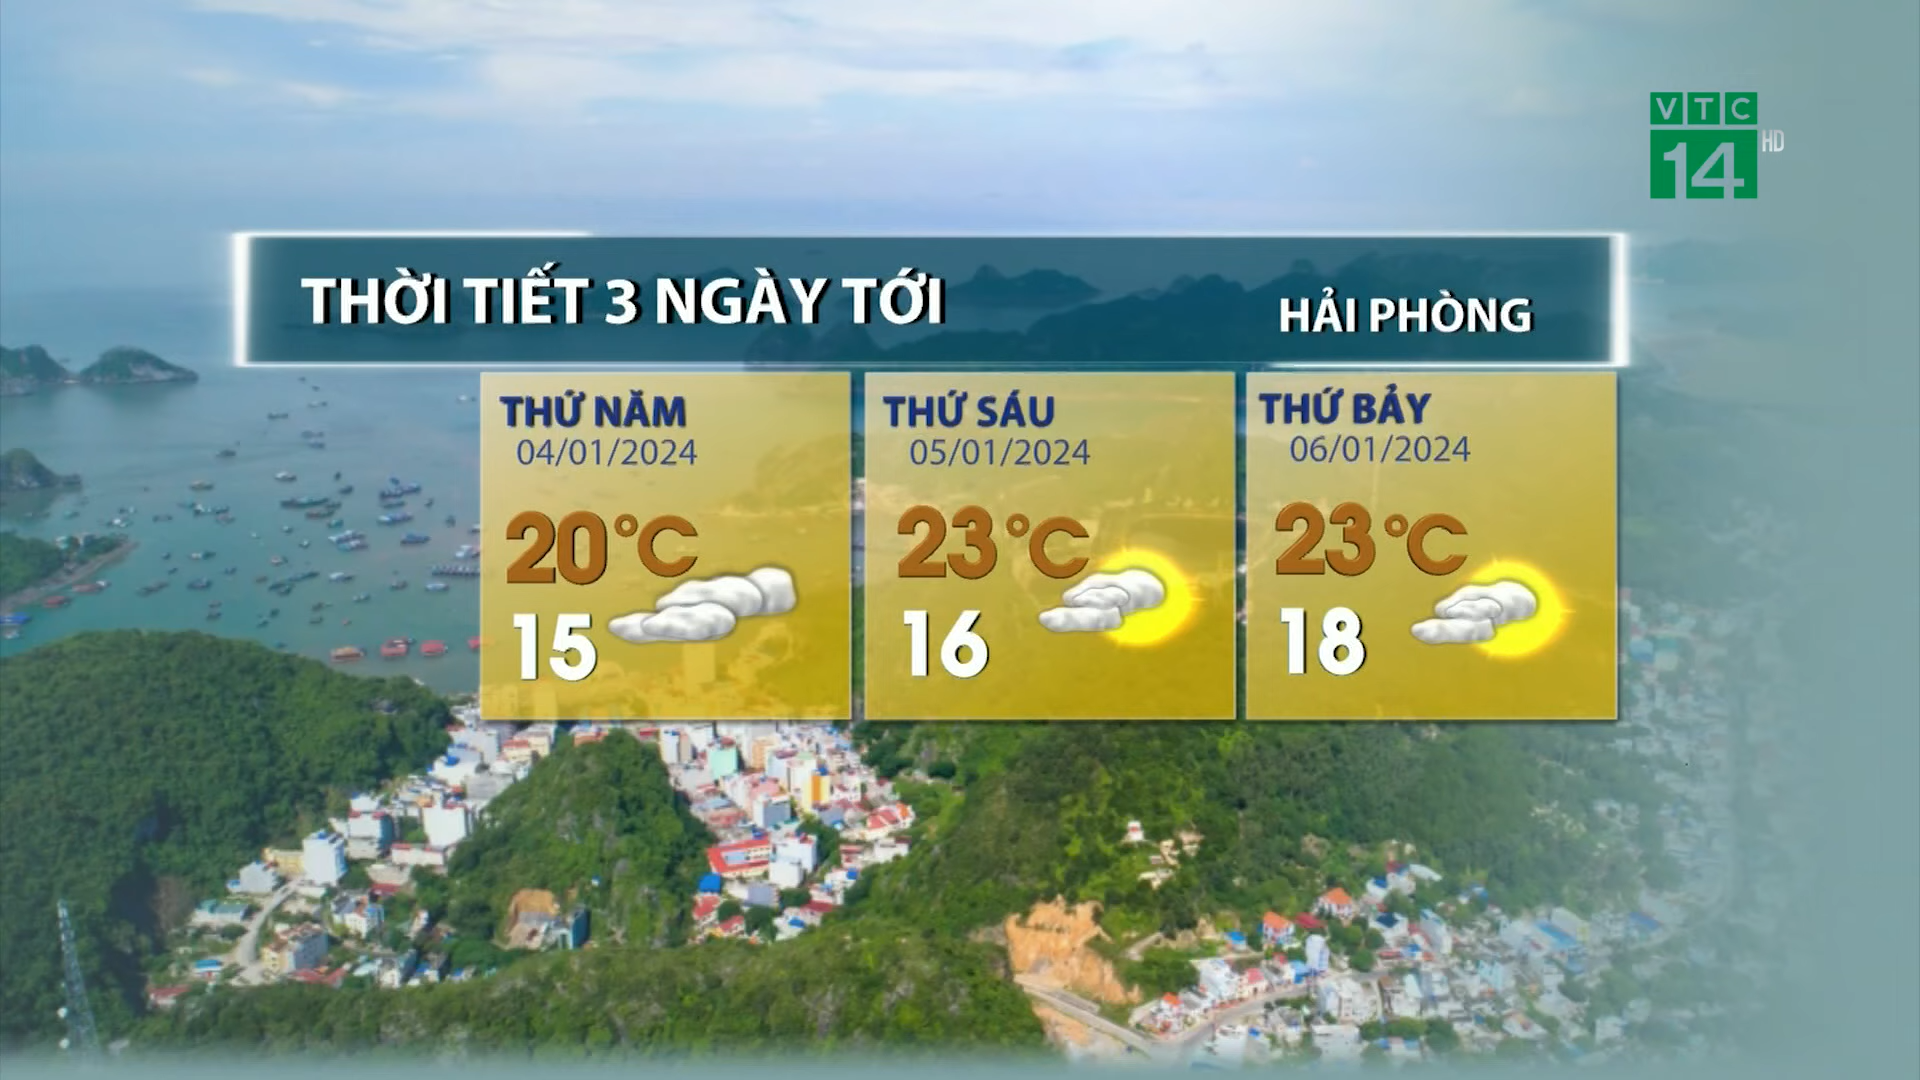 VTC
14 HD
THỜI TIẾT 3 NGÀY TỚI
HẢI PHÒNG
THỨ NĂM
04/01/2024
20°C
15
THỨ SÁU
05/01/2024
23°C
16
THỨ BẢY
06/01/2024
23°C
18